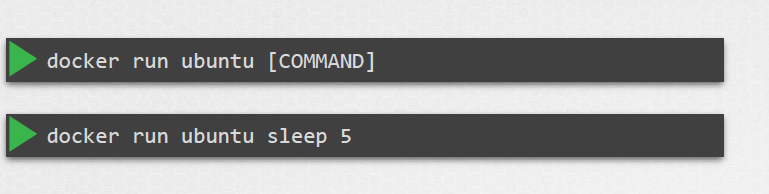 docker run ubuntu [COMMAND]
docker run ubuntu sleep 5